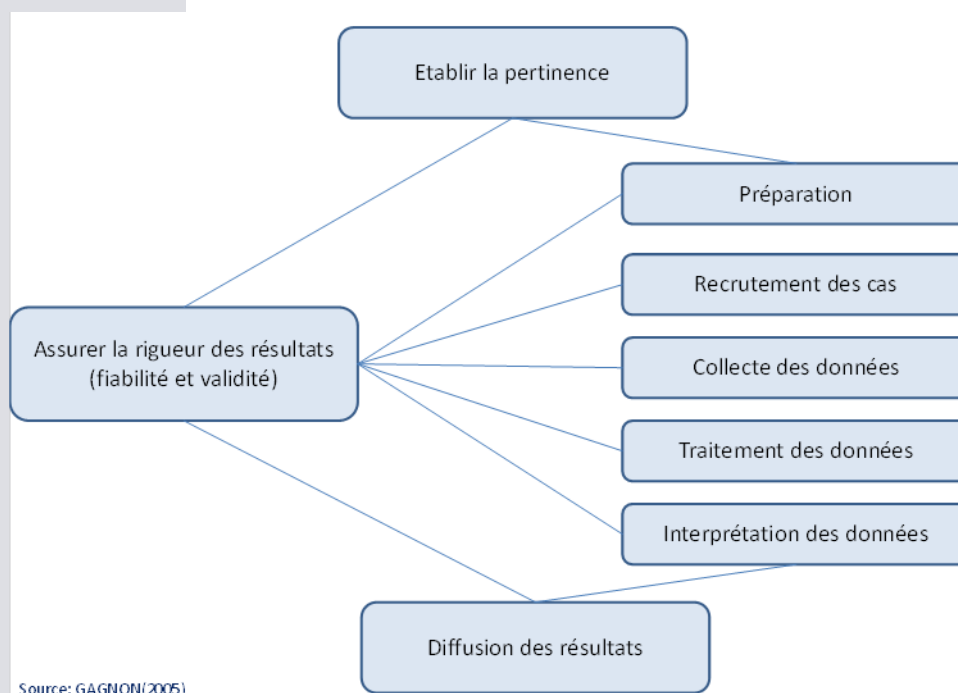 Etablir la pertinence
Préparation
Recrutement des cas
Assurer la rigueur des résultats
(fiabilité et validité)
Collecte des données
Traitement des données
Interprétation des données
Diffusion des résultats
Source: GAGNON(2005)